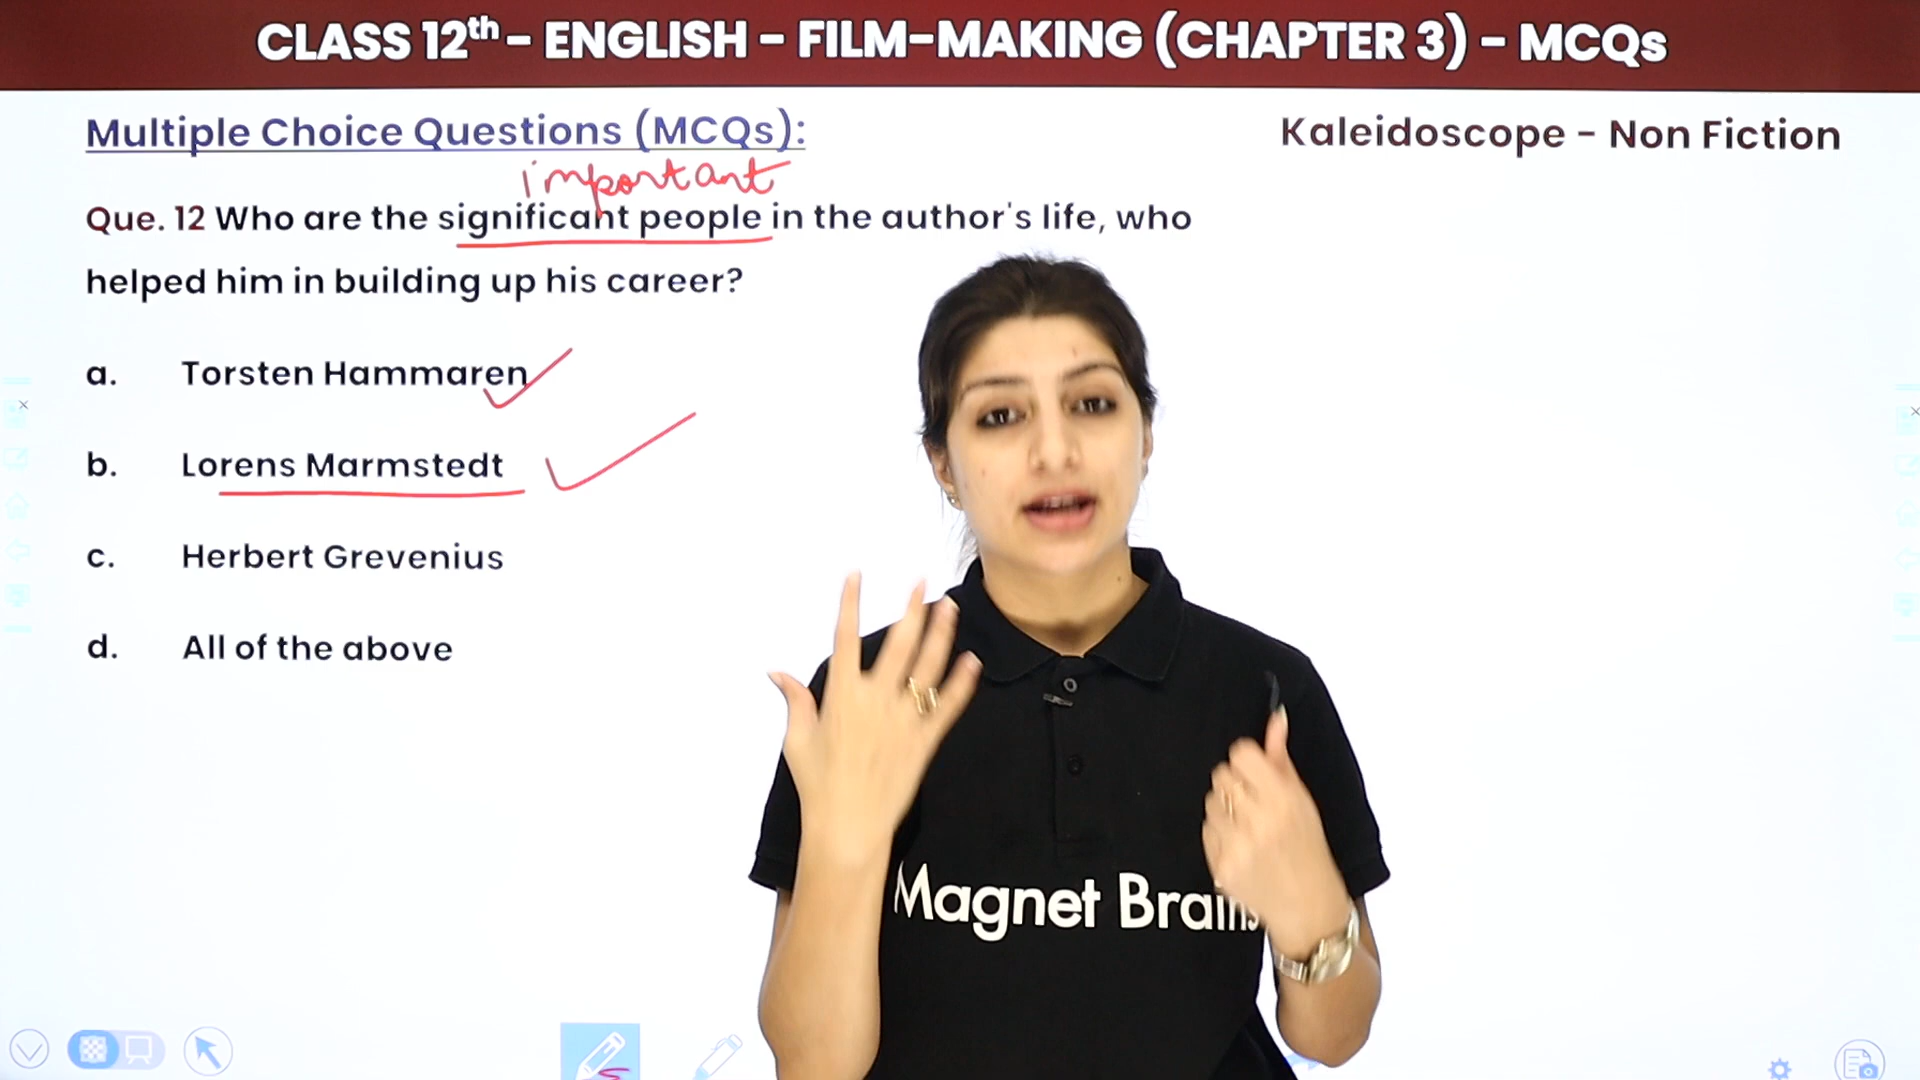 CLASS 12th - ENGLISH - FILM-MAKING (CHAPTER 3) - MCQs
Multiple Choice Questions (MCQs):
Kaleidoscope - Non Fiction
important
Que. 12 Who are the significant people in the author's life, who
helped him in building up his career?
a. Torsten Hammaren
b. Lorens Marmstedt
c. Herbert Grevenius
d. All of the above
Magnet Brains